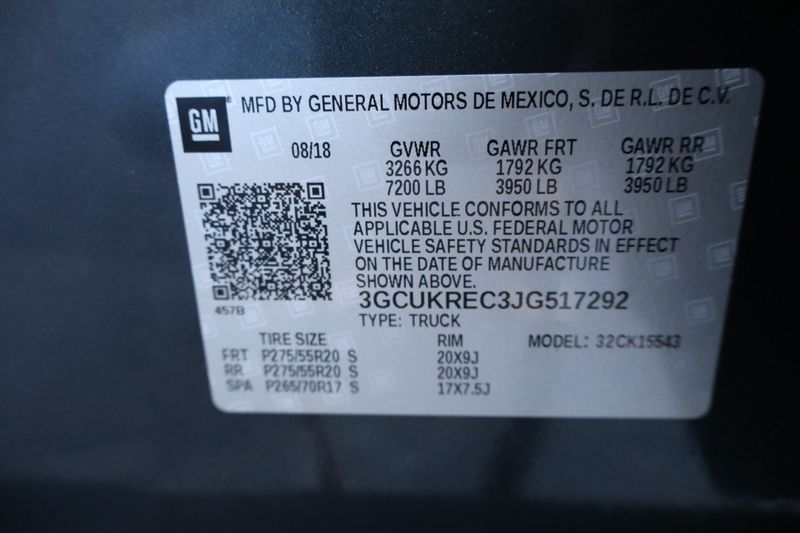 GM® MFD BY GENERAL MOTORS DE MEXICO, S. DE R.L. DE C.V.
08/18 GVWR GAWR FRT GAWR RR
3266 KG 1792 KG 1792 KG
7200 LB 3950 LB 3950 LB
THIS VEHICLE CONFORMS TO ALL
APPLICABLE U.S. FEDERAL MOTOR
VEHICLE SAFETY STANDARDS IN EFFECT
ON THE DATE OF MANUFACTURE
SHOWN ABOVE.
3GCUKREC3JG517292
457B
TYPE: TRUCK
TIRE SIZE RIM MODEL: 32CK15543
FRT P275/55R20 S 20X9J
RR P275/55R20 S 20X9J
SPA P265/70R17 S 17X7.5J